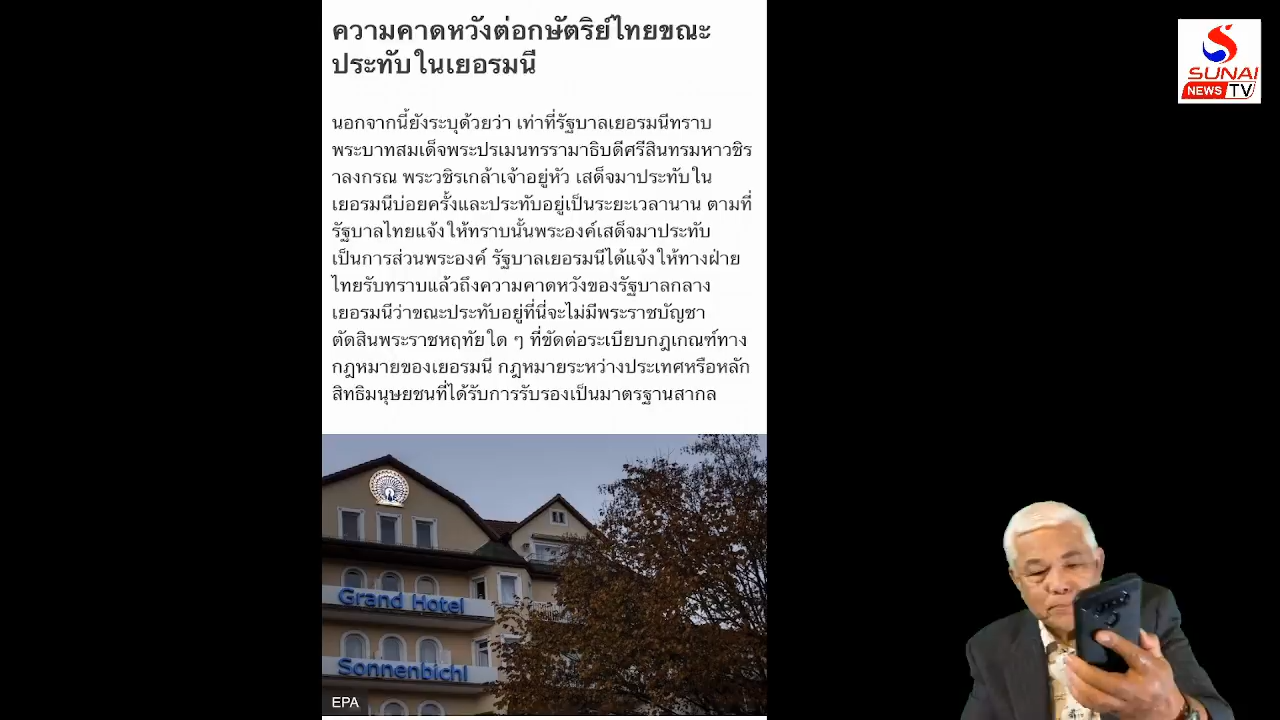 ความคาดหวังต่อกษัตริย์ไทยขณะ
ประทับในเยอรมนี
นอกจากนี้ยังระบุด้วยว่า เท่าที่รัฐบาลเยอรมนีทราบ
พระบาทสมเด็จพระปรเมนทรรามาธิบดีศรีสินทรมหาวชิร
าลงกรณ พระวชิรเกล้าเจ้าอยู่หัว เสด็จมาประทับใน
เยอรมนีบ่อยครั้งและประทับอยู่เป็นระยะเวลานาน ตามที่
รัฐบาลไทยแจ้งให้ทราบนั้นพระองค์เสด็จมาประทับ
เป็นการส่วนพระองค์ รัฐบาลเยอรมนีได้แจ้งให้ทางฝ่าย
ไทยรับทราบแล้วถึงความคาดหวังของรัฐบาลกลาง
เยอรมนีว่าขณะประทับอยู่ที่นี่จะไม่มีพระราชบัญชา
ตัดสินพระราชหฤทัยใด ๆ ที่ขัดต่อระเบียบกฎเกณฑ์ทาง
กฎหมายของเยอรมนี กฎหมายระหว่างประเทศหรือหลัก
สิทธิมนุษยชนที่ได้รับการรับรองเป็นมาตรฐานสากล
Grand Hotel
Sonnenbichl
EPA
SUNAI
NEWS TV